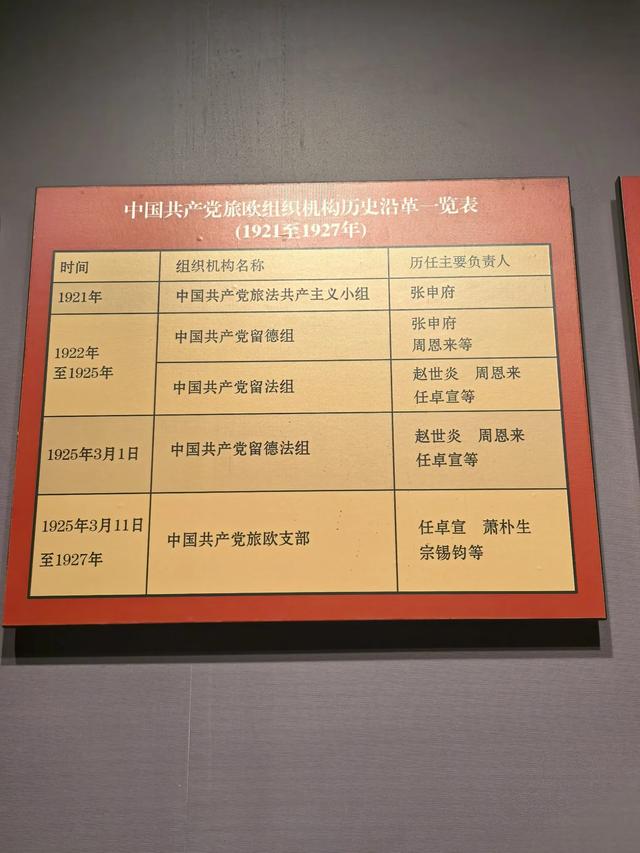 中国共产党旅欧组织机构历史沿革一览表
(1921至1927年)
时间 组织机构名称 历任主要负责人
1921年 中国共产党旅法共产主义小组 张申府
1922年
至1925年
中国共产党留德组
张申府
周恩来等
中国共产党留法组
赵世炎 周恩来
任卓宣等
1925年3月1日 中国共产党留德法组
赵世炎 周恩来
任卓宣等
1925年3月11日
至1927年
中国共产党旅欧支部
任卓宣 萧朴生
宗锡钧等